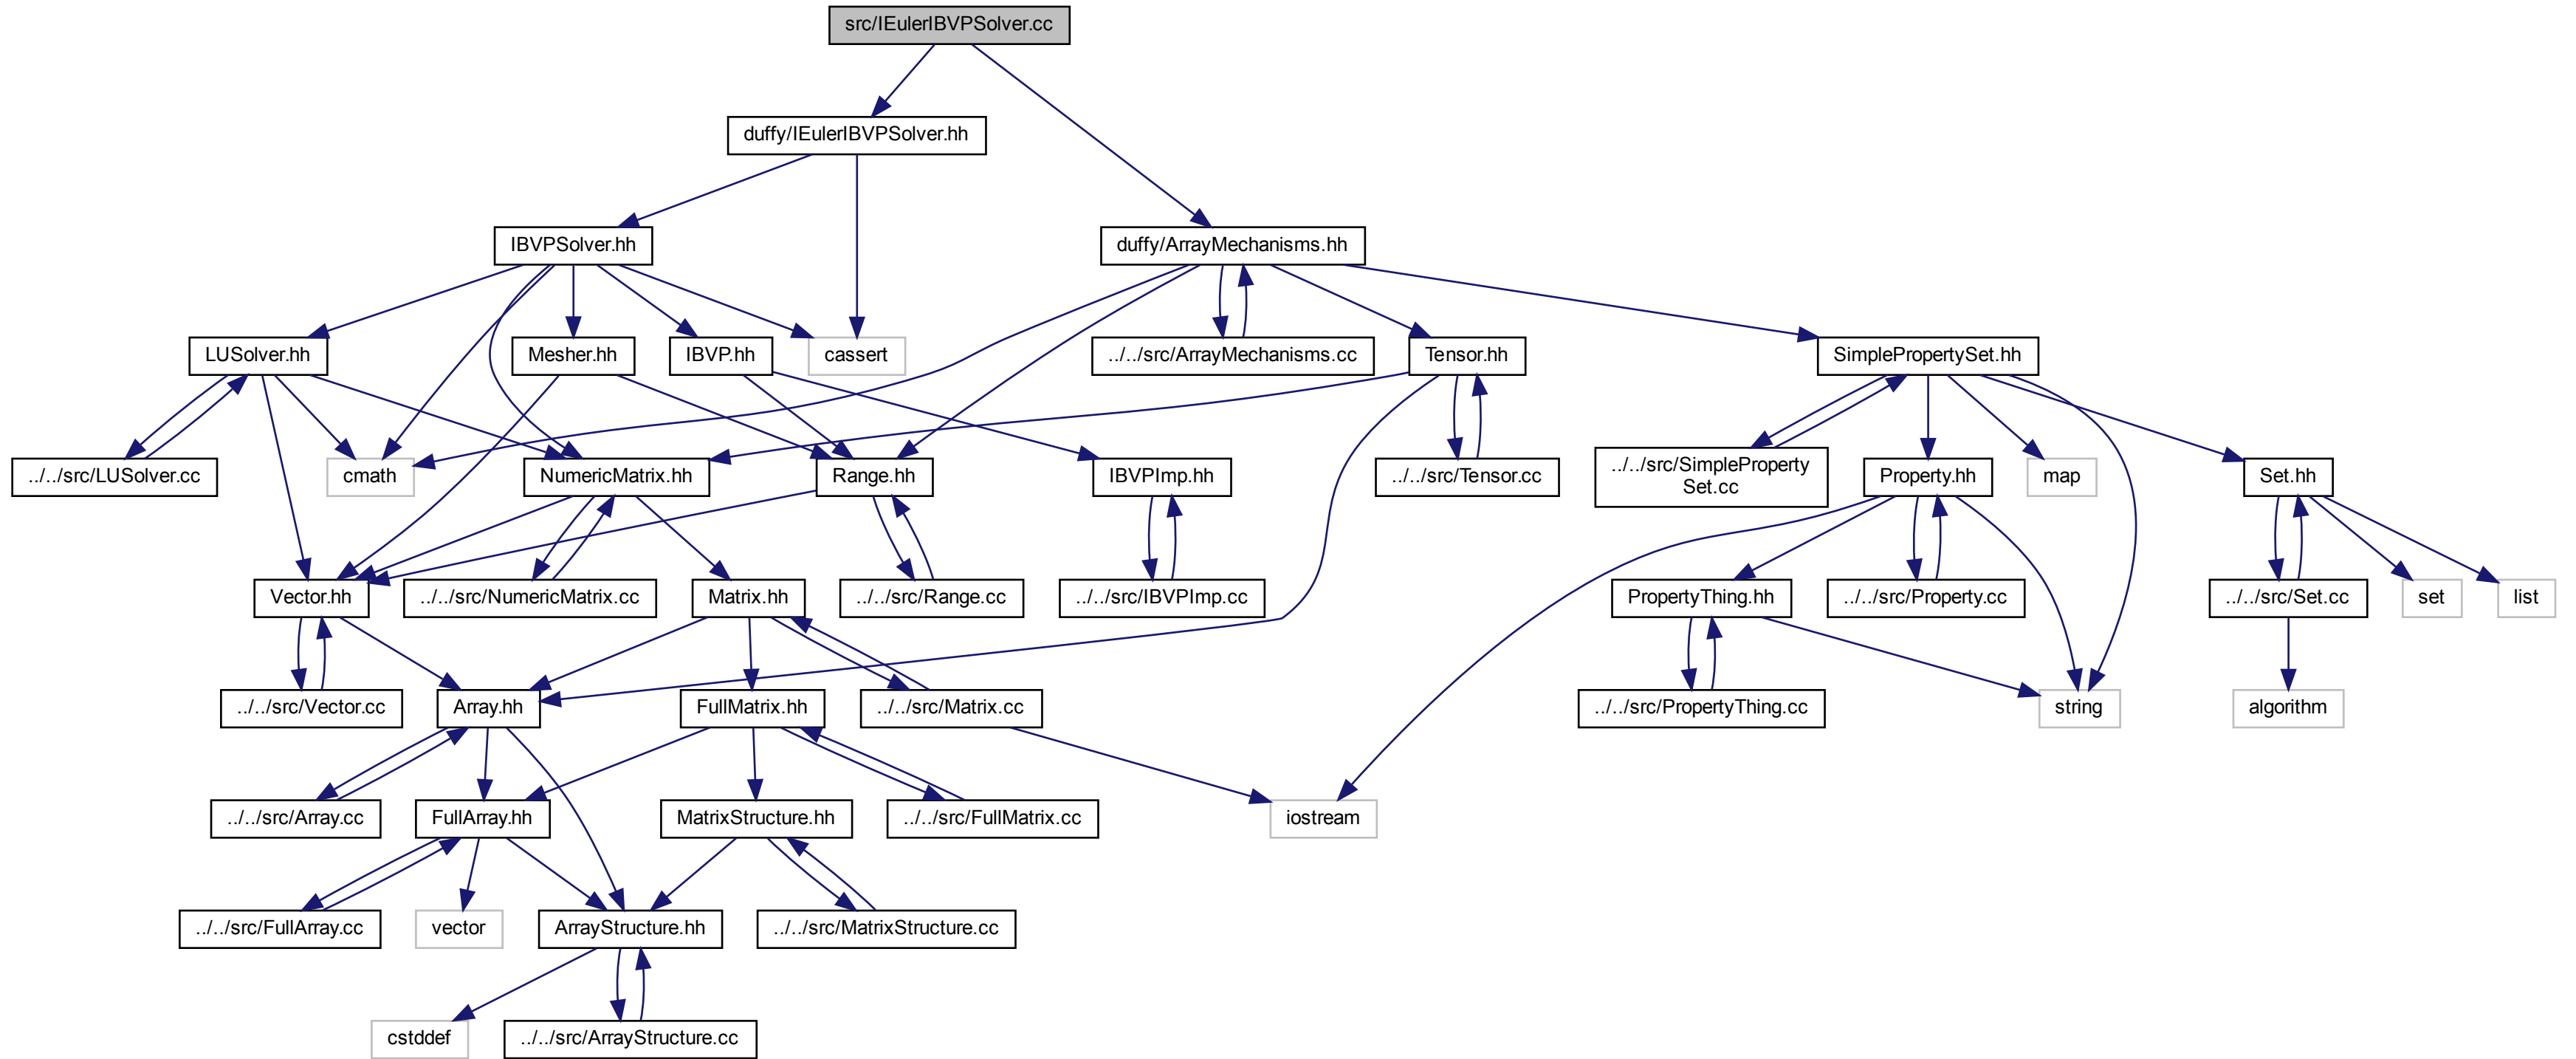 src/IEulerIBVPSolver.cc
duffy/IEulerIBVPSolver.hh
IBVPSolver.hh
duffy/ArrayMechanisms.hh
LUSolver.hh
Mesher.hh
IBVP.hh
cassert
../../src/ArrayMechanisms.cc
Tensor.hh
SimplePropertySet.hh
../../src/LUSolver.cc
cmath
NumericMatrix.hh
Range.hh
IBVPImp.hh
../../src/Tensor.cc
../../src/SimpleProperty
Set.cc
Property.hh
map
Set.hh
Vector.hh
../../src/NumericMatrix.cc
Matrix.hh
../../src/Range.cc
../../src/IBVPImp.cc
PropertyThing.hh
../../src/Property.cc
../../src/Set.cc
set
list
../../src/Vector.cc
Array.hh
FullMatrix.hh
../../src/Matrix.cc
../../src/PropertyThing.cc
string
algorithm
../../src/Array.cc
FullArray.hh
MatrixStructure.hh
../../src/FullMatrix.cc
iostream
../../src/FullArray.cc
vector
ArrayStructure.hh
../../src/MatrixStructure.cc
cstddef
../../src/ArrayStructure.cc